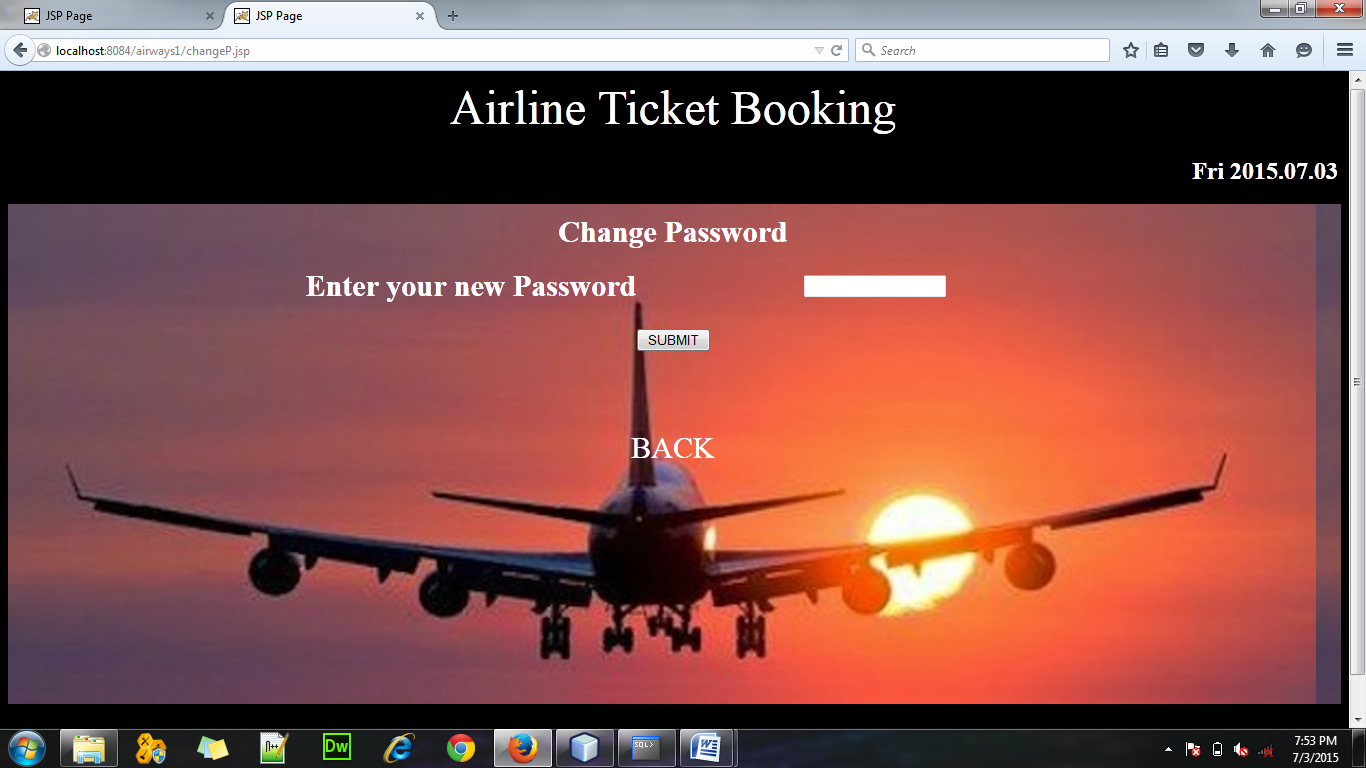 JSP Page
JSP Page
localhost:8084/airways1/changeP.jsp
Search
Airline Ticket Booking
Fri 2015.07.03
Change Password
Enter your new Password
SUBMIT
BACK
Dw
SQL>
7:53 PM
7/3/2015